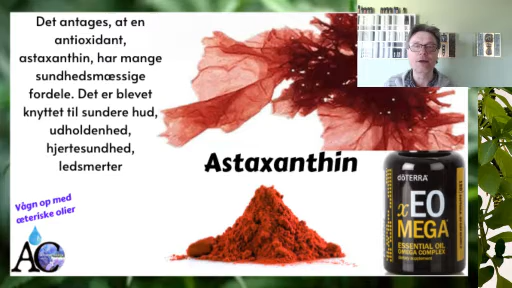 Det antages, at en
antioxidant,
astaxanthin, har mange
sundhedsmæssige
fordele. Det er blevet
knyttet til sundere hud,
udholdenhed,
hjertesundhed,
ledsmerter
Astaxanthin
dōTERRA
xEO
MEGA
ESSENTIAL OIL
OMEGA COMPLEX
Vågn op med
æteriske olier
AC